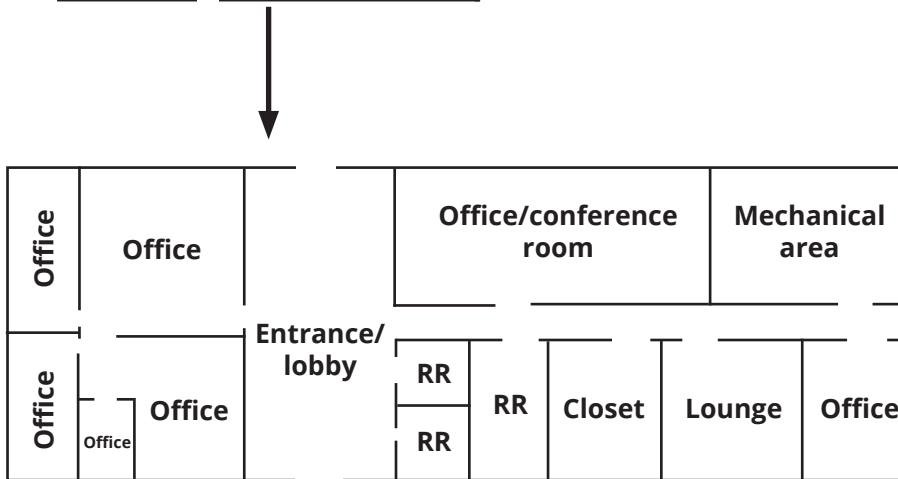 Office
Office
Office/conference
room
Mechanical
area
Entrance/
lobby
Office
Office
Office
RR
RR
RR
Closet
Lounge
Office